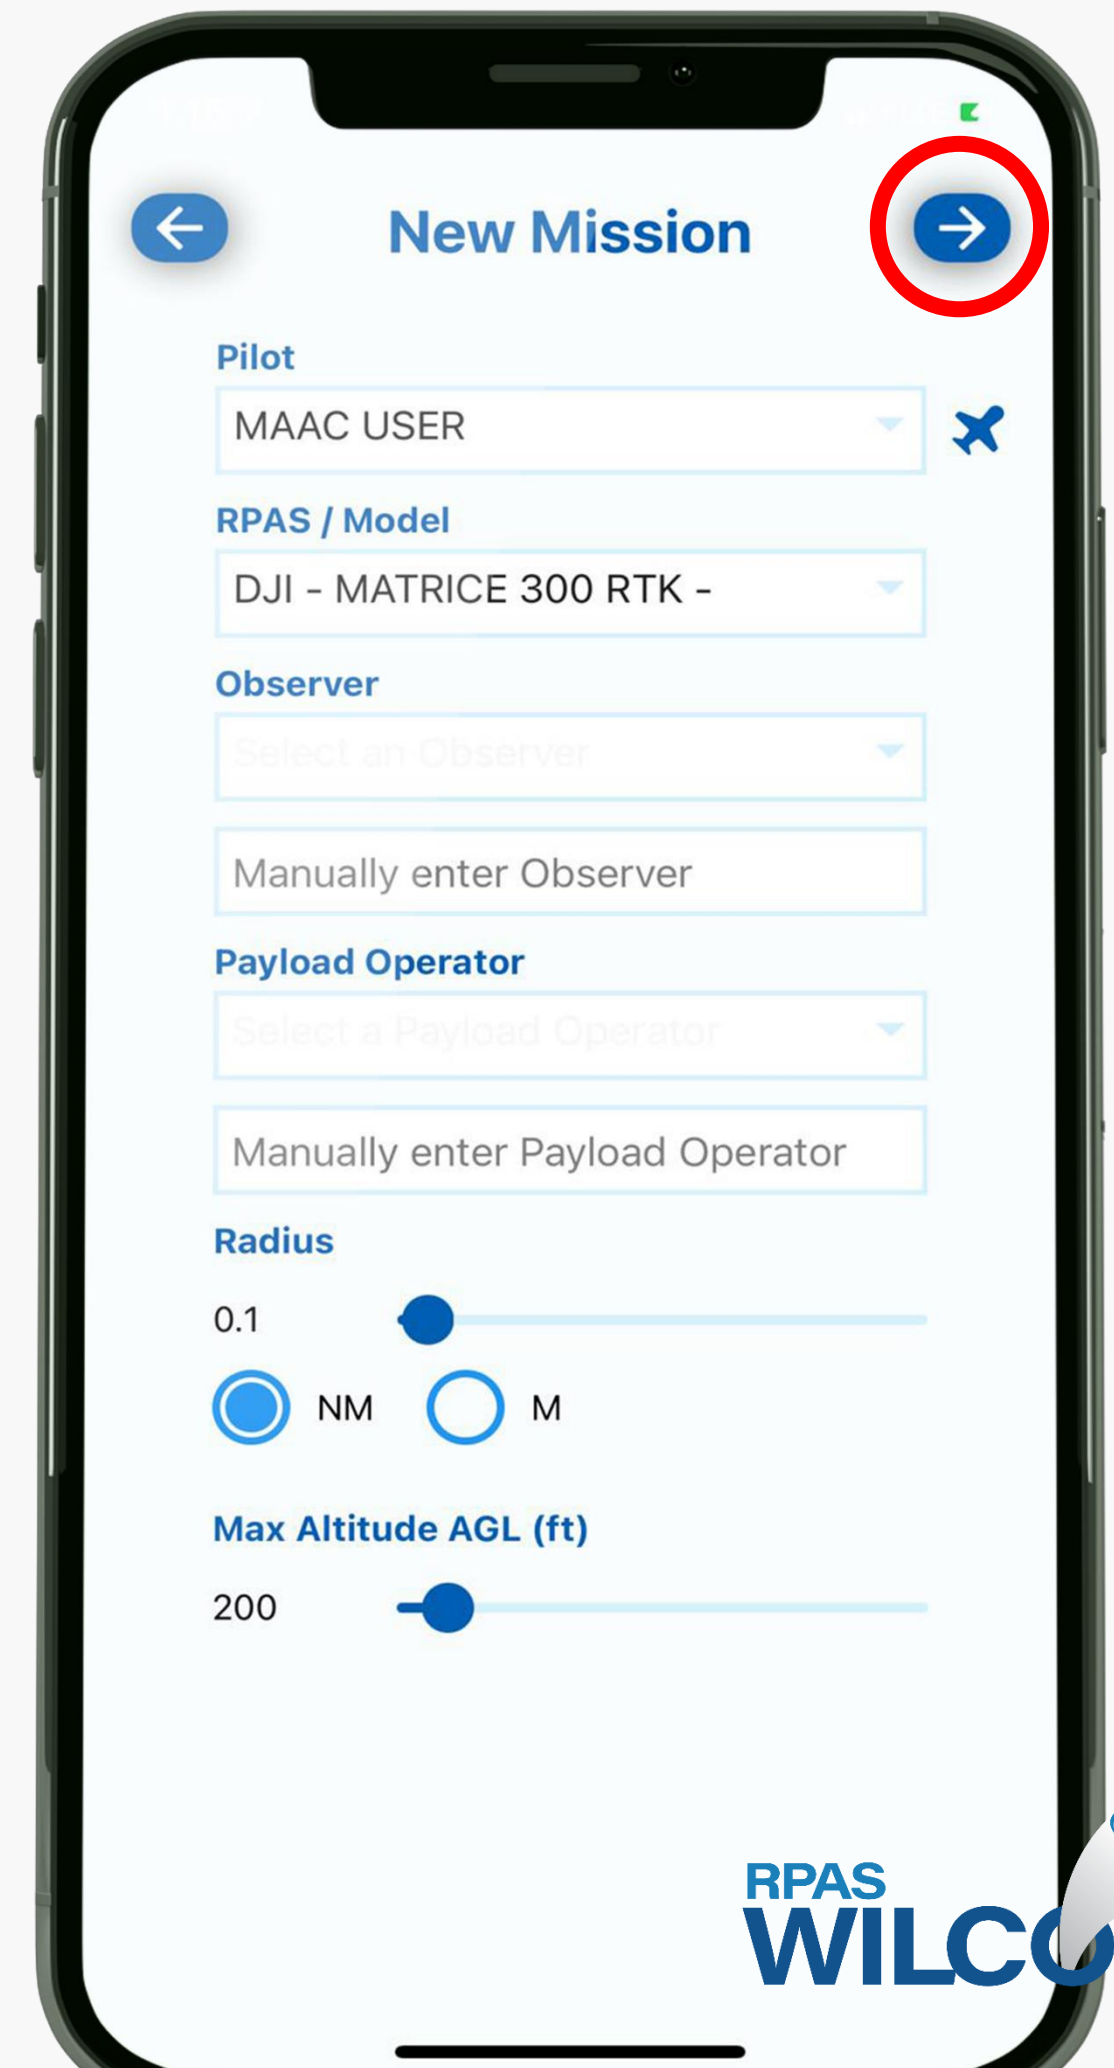 New Mission
Pilot
MAAC USER
RPAS / Model
DJI - MATRICE 300 RTK -
Observer
Select an Observer
Manually enter Observer
Payload Operator
Select a Payload Operator
Manually enter Payload Operator
Radius
0.1
NM M
Max Altitude AGL (ft)
200
RPAS
WILCO